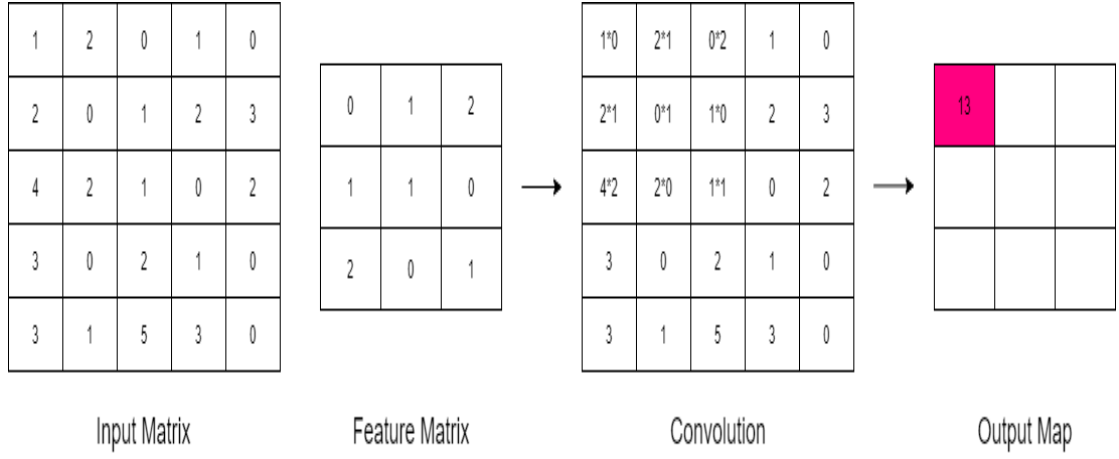 1 2 0 1 0
2 0 1 2 3
4 2 1 0 2
3 0 2 1 0
3 1 5 3 0
Input Matrix
0 1 2
1 1 0
2 0 1
Feature Matrix
1*0 2*1 0*2 1 0
2*1 0*1 1*0 2 3
4*2 2*0 1*1 0 2
3 0 2 1 0
3 1 5 3 0
Convolution
13
Output Map